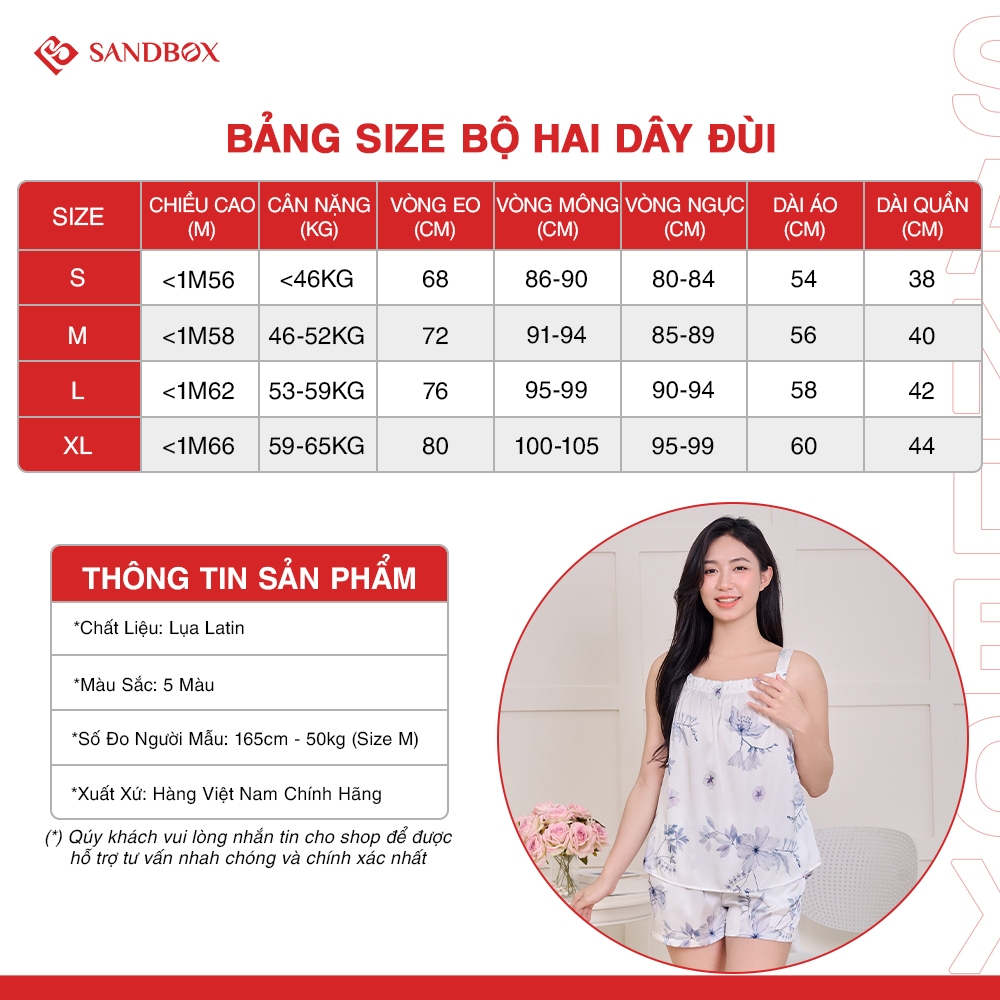 SANDBOX
BẢNG SIZE BỘ HAI DÂY ĐÙI
SIZE CHIỀU CAO (M) CÂN NẶNG (KG) VÒNG EO (CM) VÒNG MÔNG (CM) VÒNG NGỰC (CM) DÀI ÁO (CM) DÀI QUẦN (CM)
S <1M56 <46KG 68 86-90 80-84 54 38
M <1M58 46-52KG 72 91-94 85-89 56 40
L <1M62 53-59KG 76 95-99 90-94 58 42
XL <1M66 59-65KG 80 100-105 95-99 60 44
THÔNG TIN SẢN PHẨM
*Chất Liệu: Lụa Latin
*Màu Sắc: 5 Màu
*Số Đo Người Mẫu: 165cm - 50kg (Size M)
*Xuất Xứ: Hàng Việt Nam Chính Hãng
(*) Qúy khách vui lòng nhắn tin cho shop để được
hỗ trợ tư vấn nhah chóng và chính xác nhất
SANDBOX